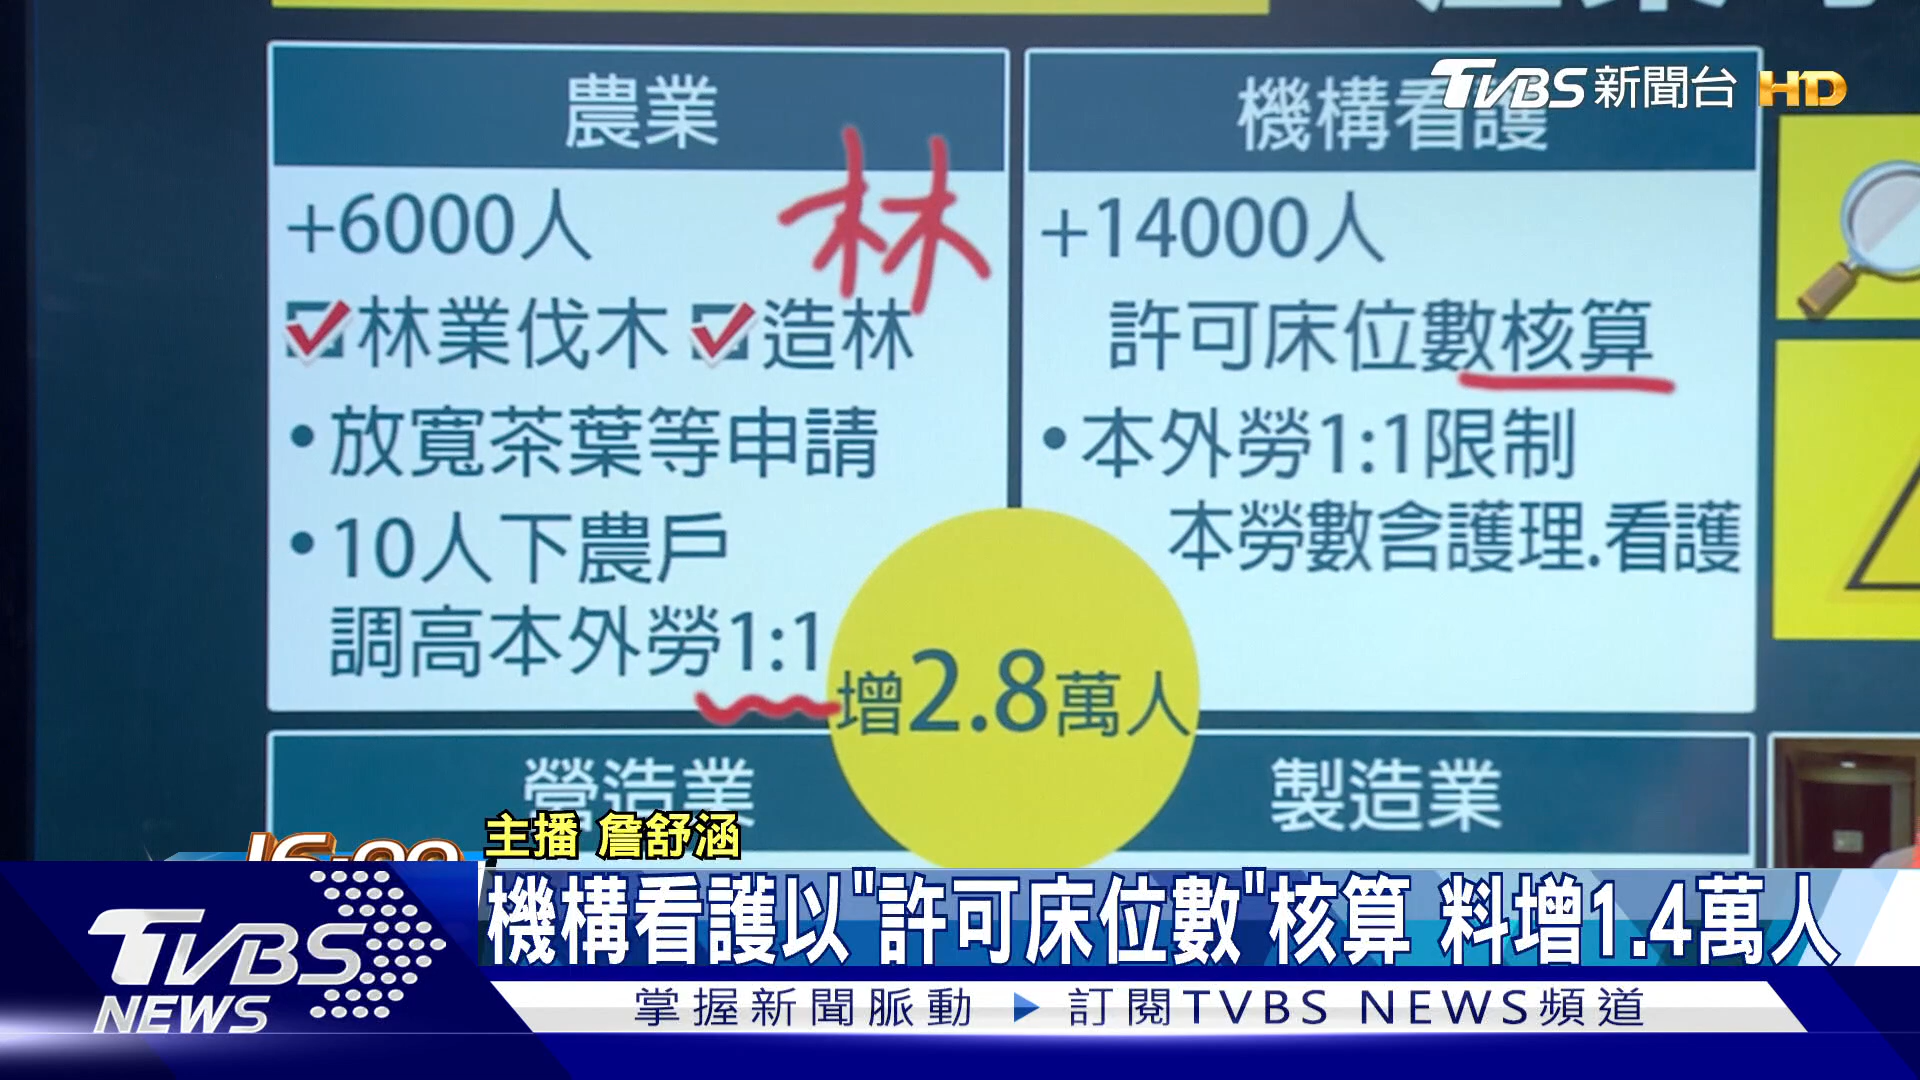 TVBS新聞台 HD
農業
林
+6000人
林業伐木 造林
•放寬茶葉等申請
•10人下農戶
調高本外勞1:1
機構看護
+14000人
許可床位數核算
•本外勞1:1限制
本勞數含護理.看護
增2.8萬人
營造業
製造業
主播 詹舒涵
機構看護以"許可床位數"核算 料增1.4萬人
TVBS NEWS
掌握新聞脈動 ▶ 訂閱TVBS NEWS頻道